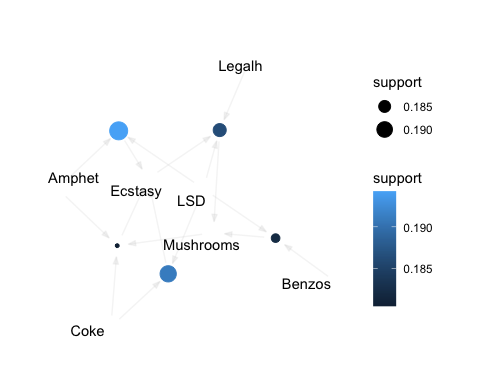 Legalh
Amphet
Ecstasy
LSD
Mushrooms
Benzos
Coke
support
0.185
0.190
support
0.190
0.185